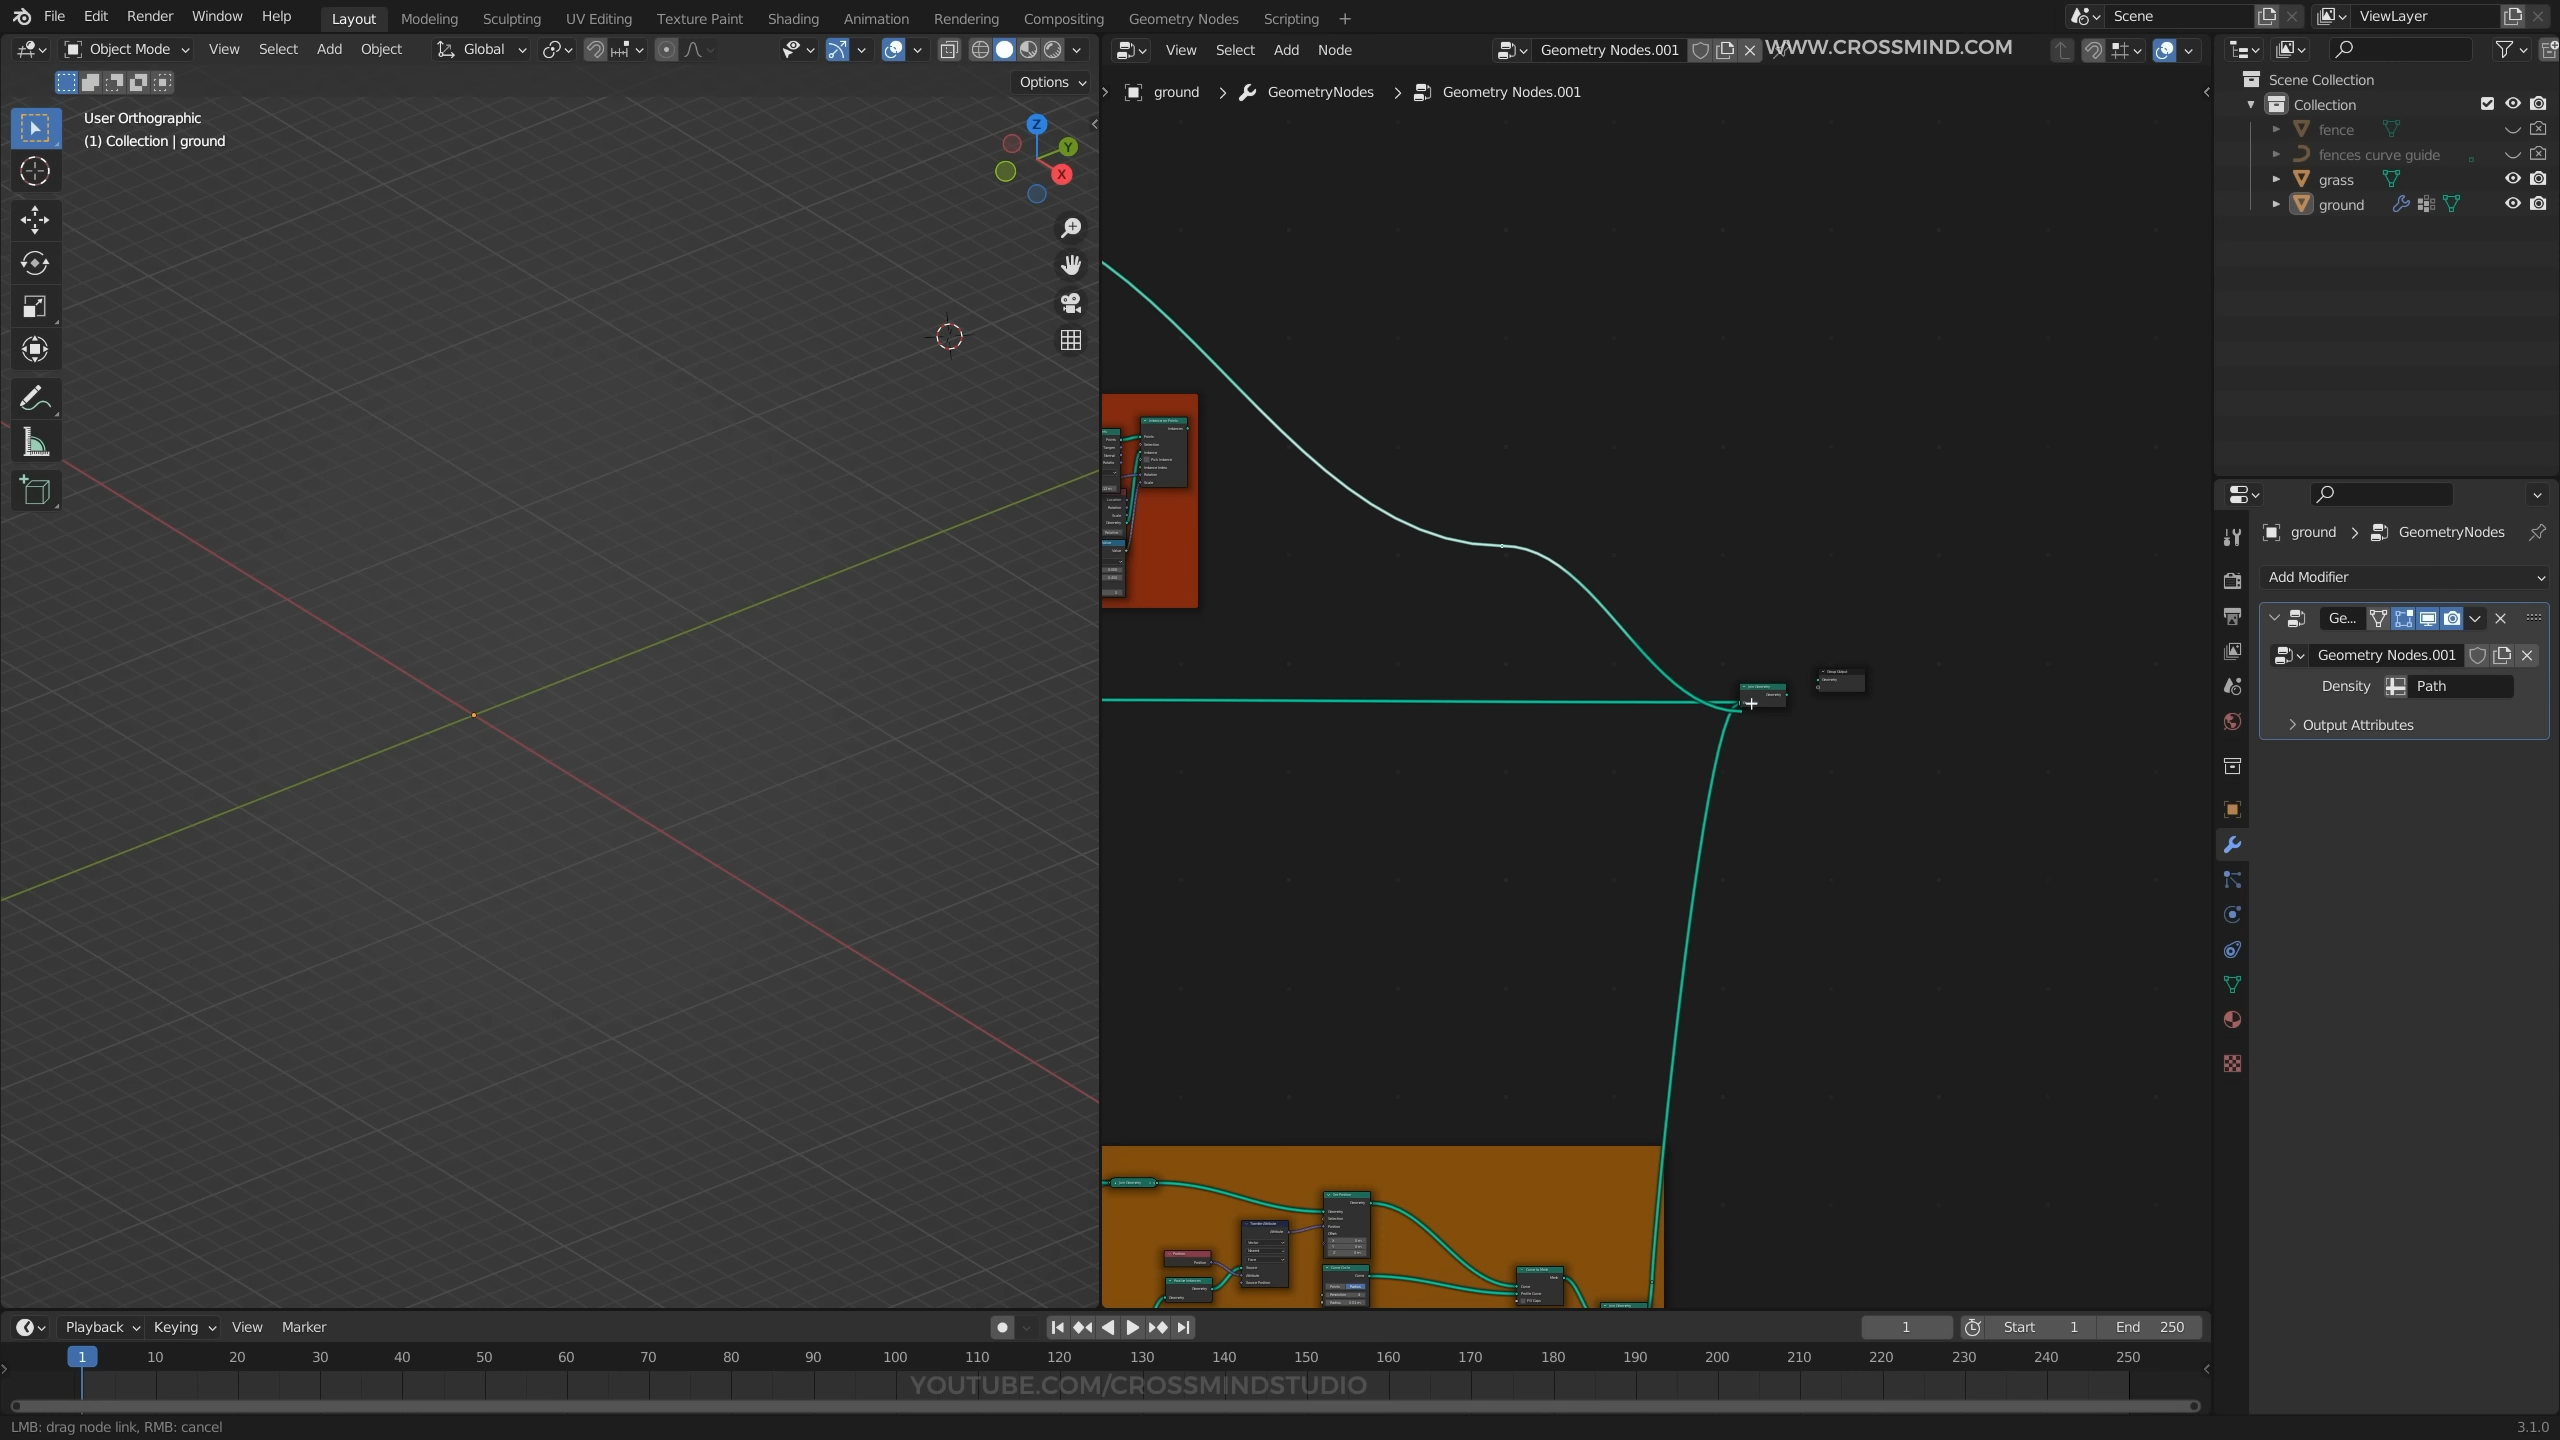 File Edit Render Window Help Layout Modeling Sculpting UV Editing Texture Paint Shading Animation Rendering Compositing Geometry Nodes Scripting + Scene ViewLayer
Object Mode View Select Add Object Global
Options
User Orthographic
(1) Collection | ground
Z
Y
X
View Select Add Node Geometry Nodes.001
WWW.CROSSMIND.COM
ground > GeometryNodes > Geometry Nodes.001
Scene Collection
Collection
fence
fences curve guide
grass
ground
ground > GeometryNodes
Add Modifier
Ge...
Geometry Nodes.001
Density Path
Output Attributes
Playback Keying View Marker
1 Start 1 End 250
1 10 20 30 40 50 60 70 80 90 100 110 120 130 140 150 160 170 180 190 200 210 220 230 240 250
YOUTUBE.COM/CROSSMINDSTUDIO
LMB: drag node link, RMB: cancel
3.1.0